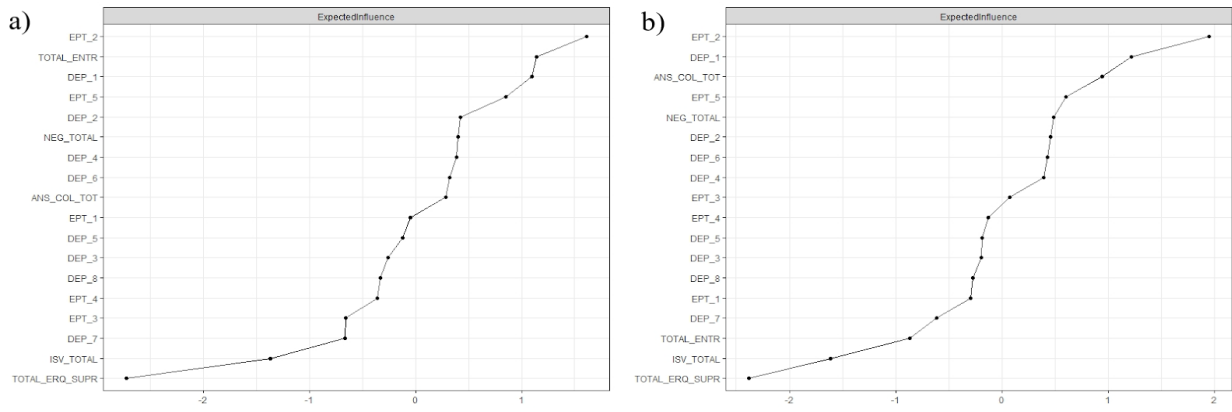 a)
ExpectedInfluence
EPT_2
TOTAL_ENTR
DEP_1
EPT_5
DEP_2
NEG_TOTAL
DEP_4
DEP_6
ANS_COL_TOT
EPT_1
DEP_5
DEP_3
DEP_8
EPT_4
EPT_3
DEP_7
ISV_TOTAL
TOTAL_ERQ_SUPR
-2 -1 0 1
b)
ExpectedInfluence
EPT_2
DEP_1
ANS_COL_TOT
EPT_5
NEG_TOTAL
DEP_2
DEP_6
DEP_4
EPT_3
EPT_4
DEP_5
DEP_3
DEP_8
EPT_1
DEP_7
TOTAL_ENTR
ISV_TOTAL
TOTAL_ERQ_SUPR
-2 -1 0 1 2